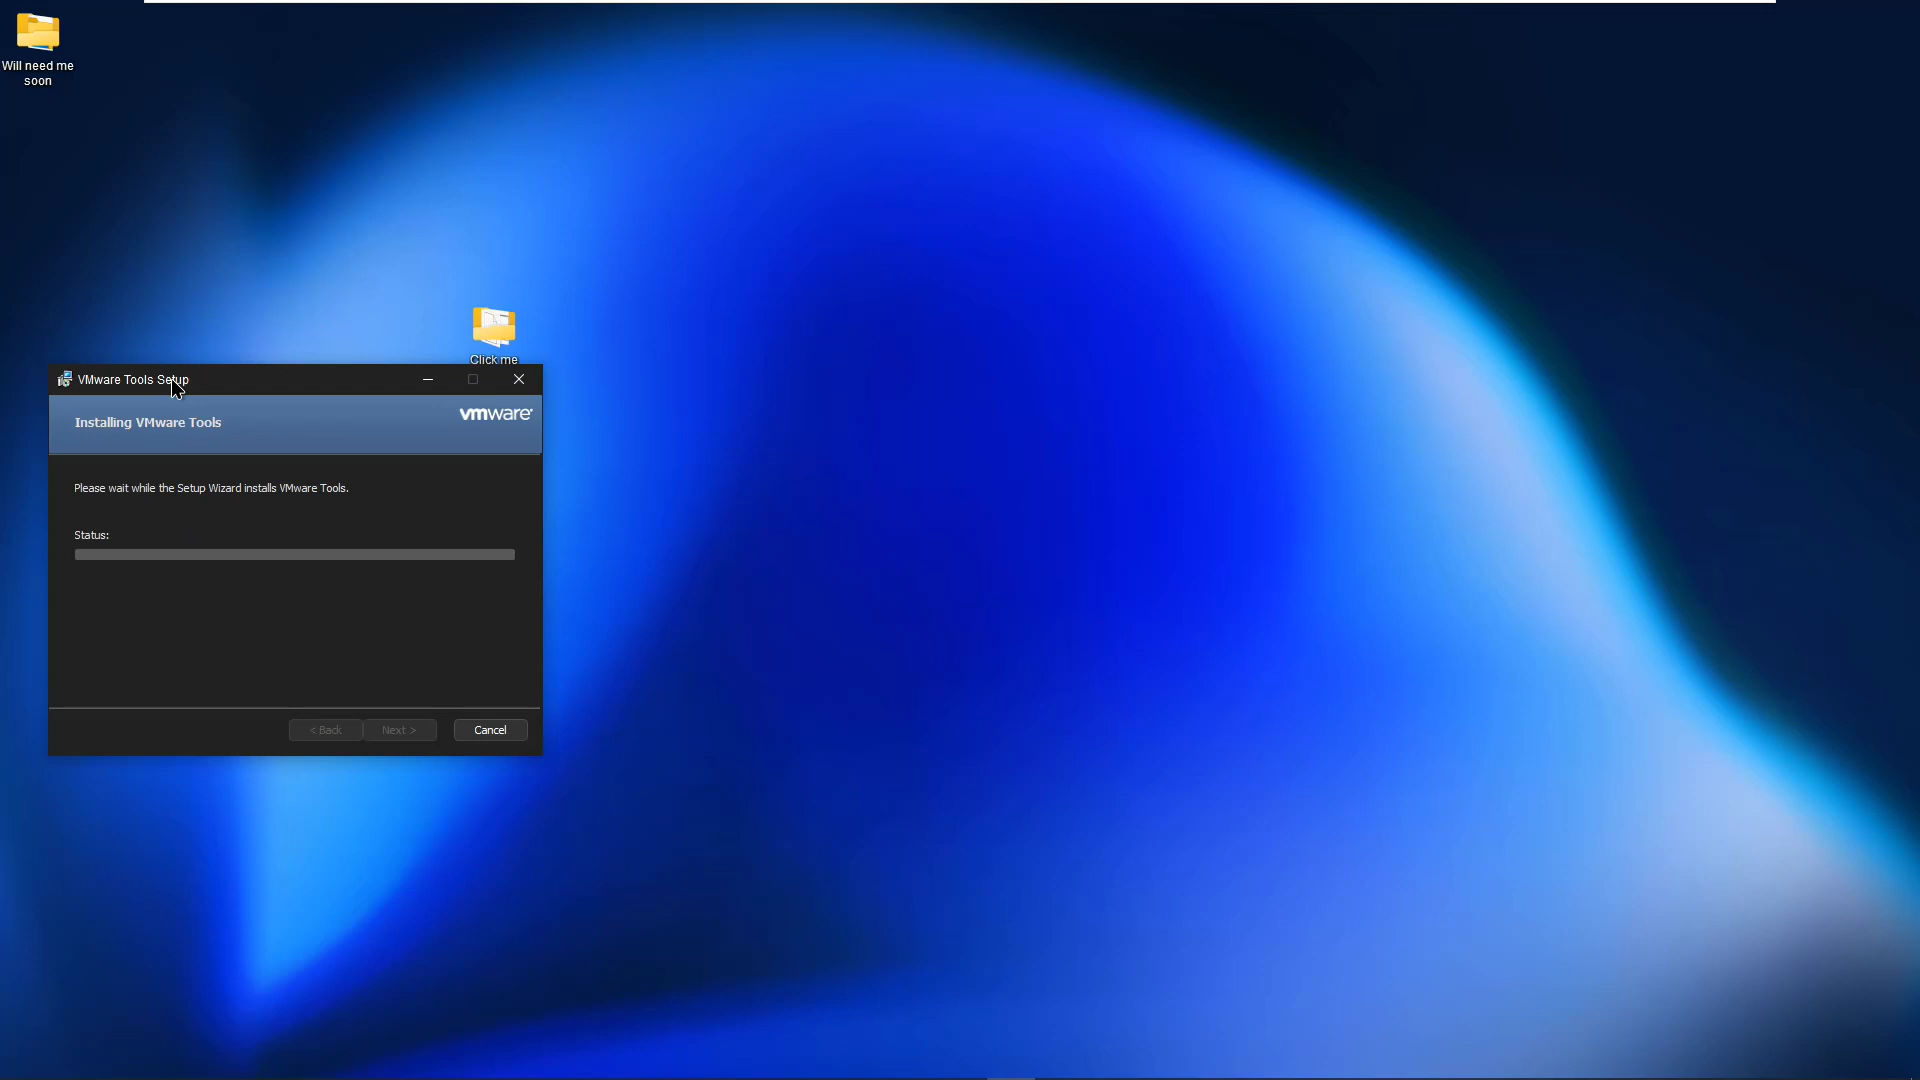 Will need me
soon
Click me
VMware Tools Setup
vmware
Installing VMware Tools
Please wait while the Setup Wizard installs VMware Tools.
Status:
< Back
Next >
Cancel